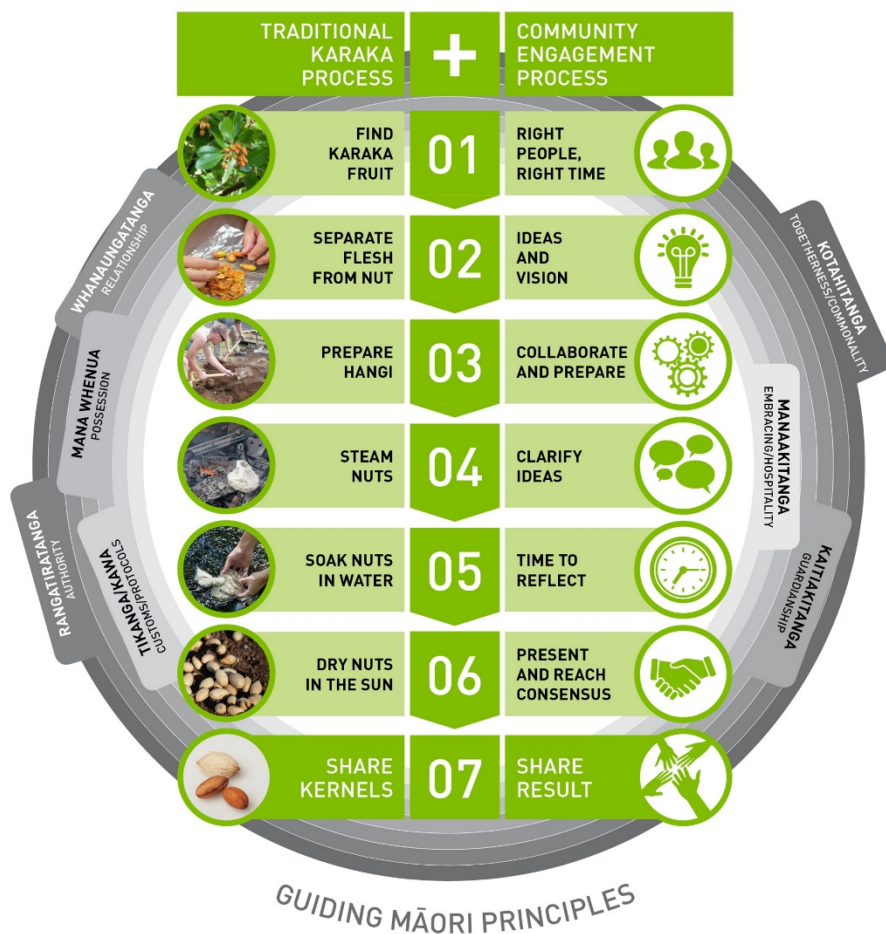 TRADITIONAL
KARAKA
PROCESS
+
COMMUNITY
ENGAGEMENT
PROCESS
FIND
KARAKA
FRUIT
01
RIGHT
PEOPLE,
RIGHT TIME
SEPARATE
FLESH
FROM NUT
02
IDEAS
AND
VISION
PREPARE
HANGI
03
COLLABORATE
AND PREPARE
STEAM
NUTS
04
CLARIFY
IDEAS
SOAK NUTS
IN WATER
05
TIME TO
REFLECT
DRY NUTS
IN THE SUN
06
PRESENT
AND REACH
CONSENSUS
SHARE
KERNELS
07
SHARE
RESULT
WHANAUNGATANGA
RELATIONSHIP
MANA WHENUA
POSSESSION
RANGATIRATANGA
AUTHORITY
TIKANGA/KAWA
CUSTOMS/PROTOCOLS
KOTAHITANGA
TOGETHERNESS/COMMONALITY
MANAAKITANGA
EMBRACING/HOSPITALITY
KAITIAKITANGA
GUARDIANSHIP
GUIDING MĀORI PRINCIPLES